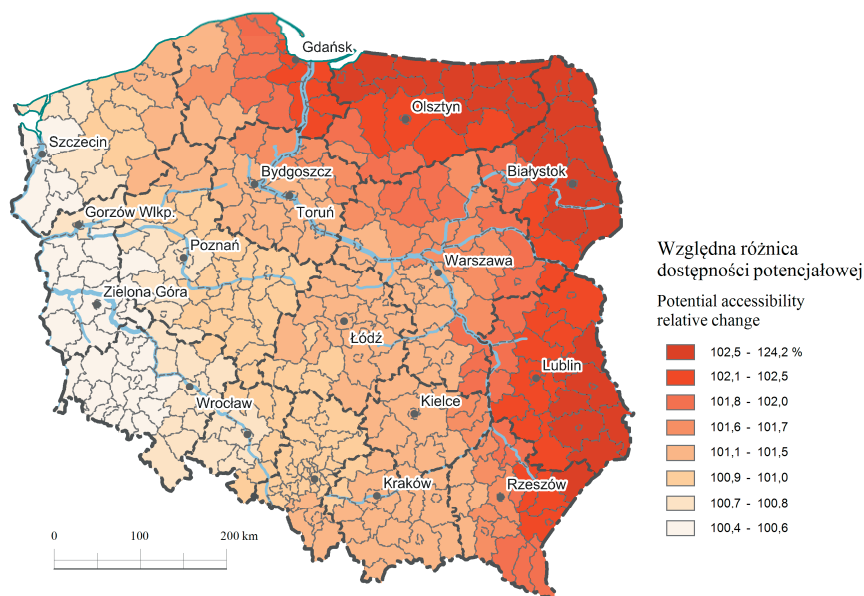 Gdańsk
Olsztyn
Szczecin
Bydgoszcz
Białystok
Toruń
Gorzów Wlkp.
Poznań
Warszawa
Zielona Góra
Łódź
Lublin
Wrocław
Kielce
Kraków
Rzeszów
0 100 200 km
Względna różnica
dostępności potencjałowej
Potential accessibility
relative change
102,5 - 124,2 %
102,1 - 102,5
101,8 - 102,0
101,6 - 101,7
101,1 - 101,5
100,9 - 101,0
100,7 - 100,8
100,4 - 100,6